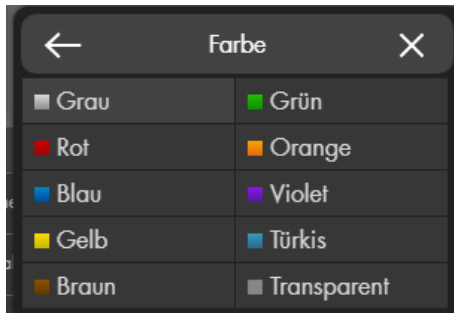 Farbe
Grau
Grün
Rot
Orange
Blau
Violet
Gelb
Türkis
Braun
Transparent